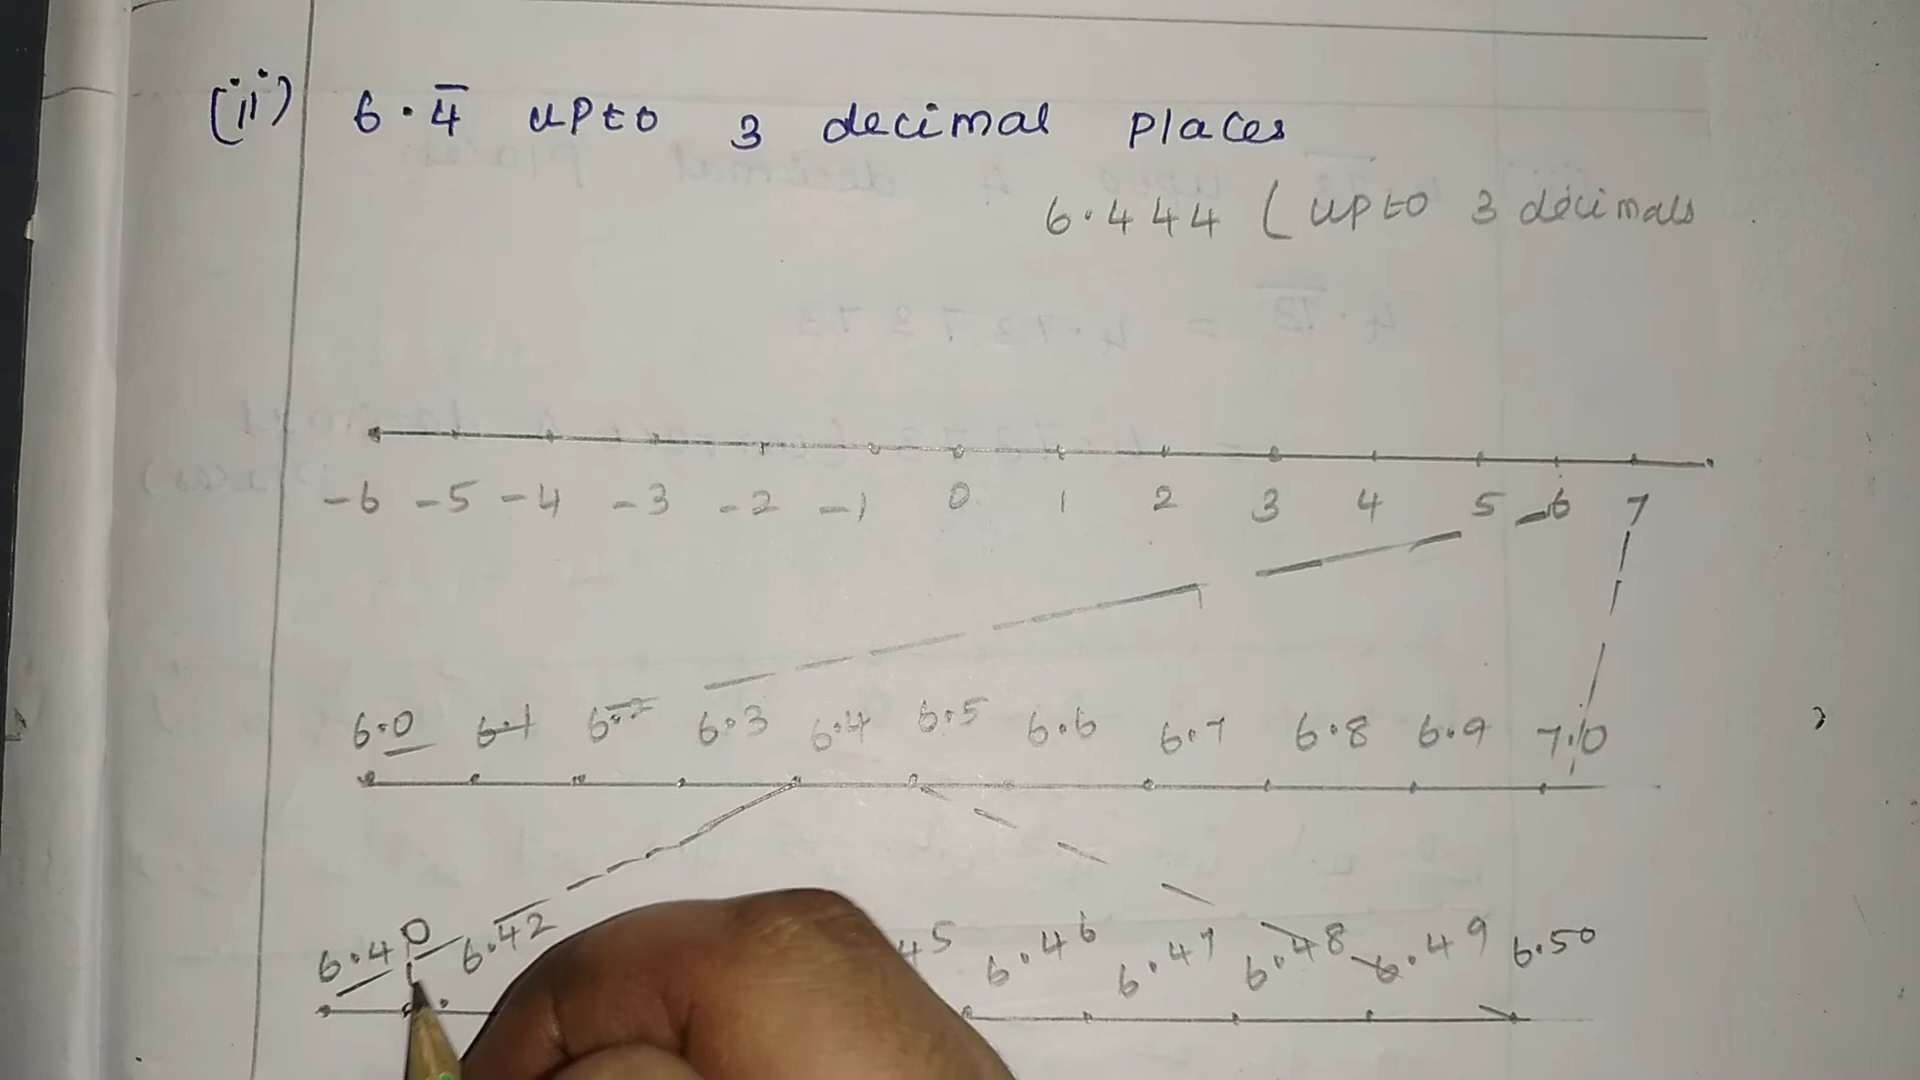 (ii) 6.4̅ upto 3 decimal places
6.444 (upto 3 decimals
-6 -5 -4 -3 -2 -1 0 1 2 3 4 5 6 7
6.0 6.1 6.2 6.3 6.4 6.5 6.6 6.7 6.8 6.9 7.0
6.40 6.42 45 6.46 6.47 6.48 6.49 6.50